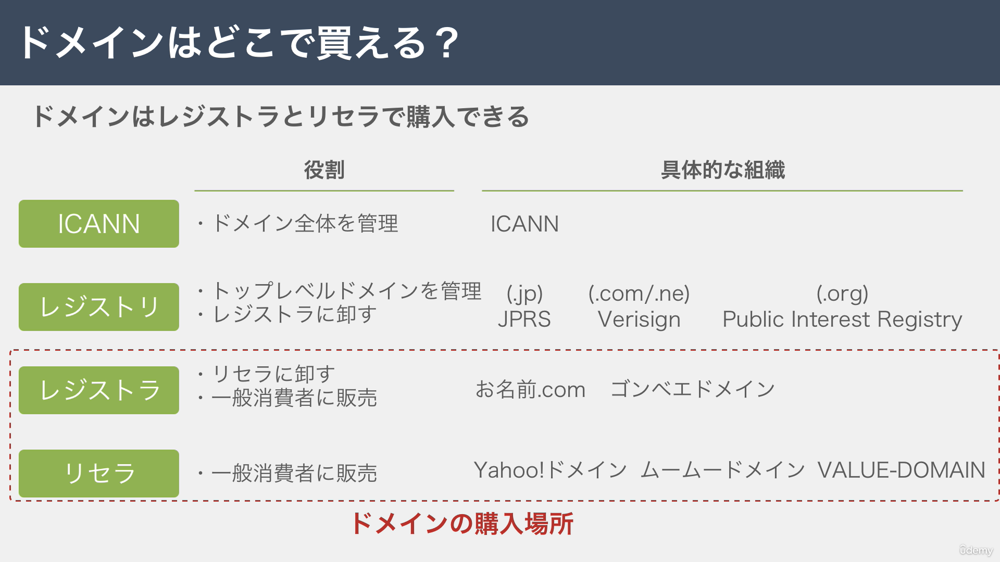 ドメインはどこで買える？
ドメインはレジストラとリセラで購入できる
役割
具体的な組織
ICANN
・ドメイン全体を管理
ICANN
レジストリ
・トップレベルドメインを管理
・レジストラに卸す
(.jp)
JPRS
(.com/.ne)
Verisign
(.org)
Public Interest Registry
レジストラ
・リセラに卸す
・一般消費者に販売
お名前.com
ゴンベエドメイン
リセラ
・一般消費者に販売
Yahoo!ドメイン
ムームードメイン
VALUE-DOMAIN
ドメインの購入場所
ûdemy